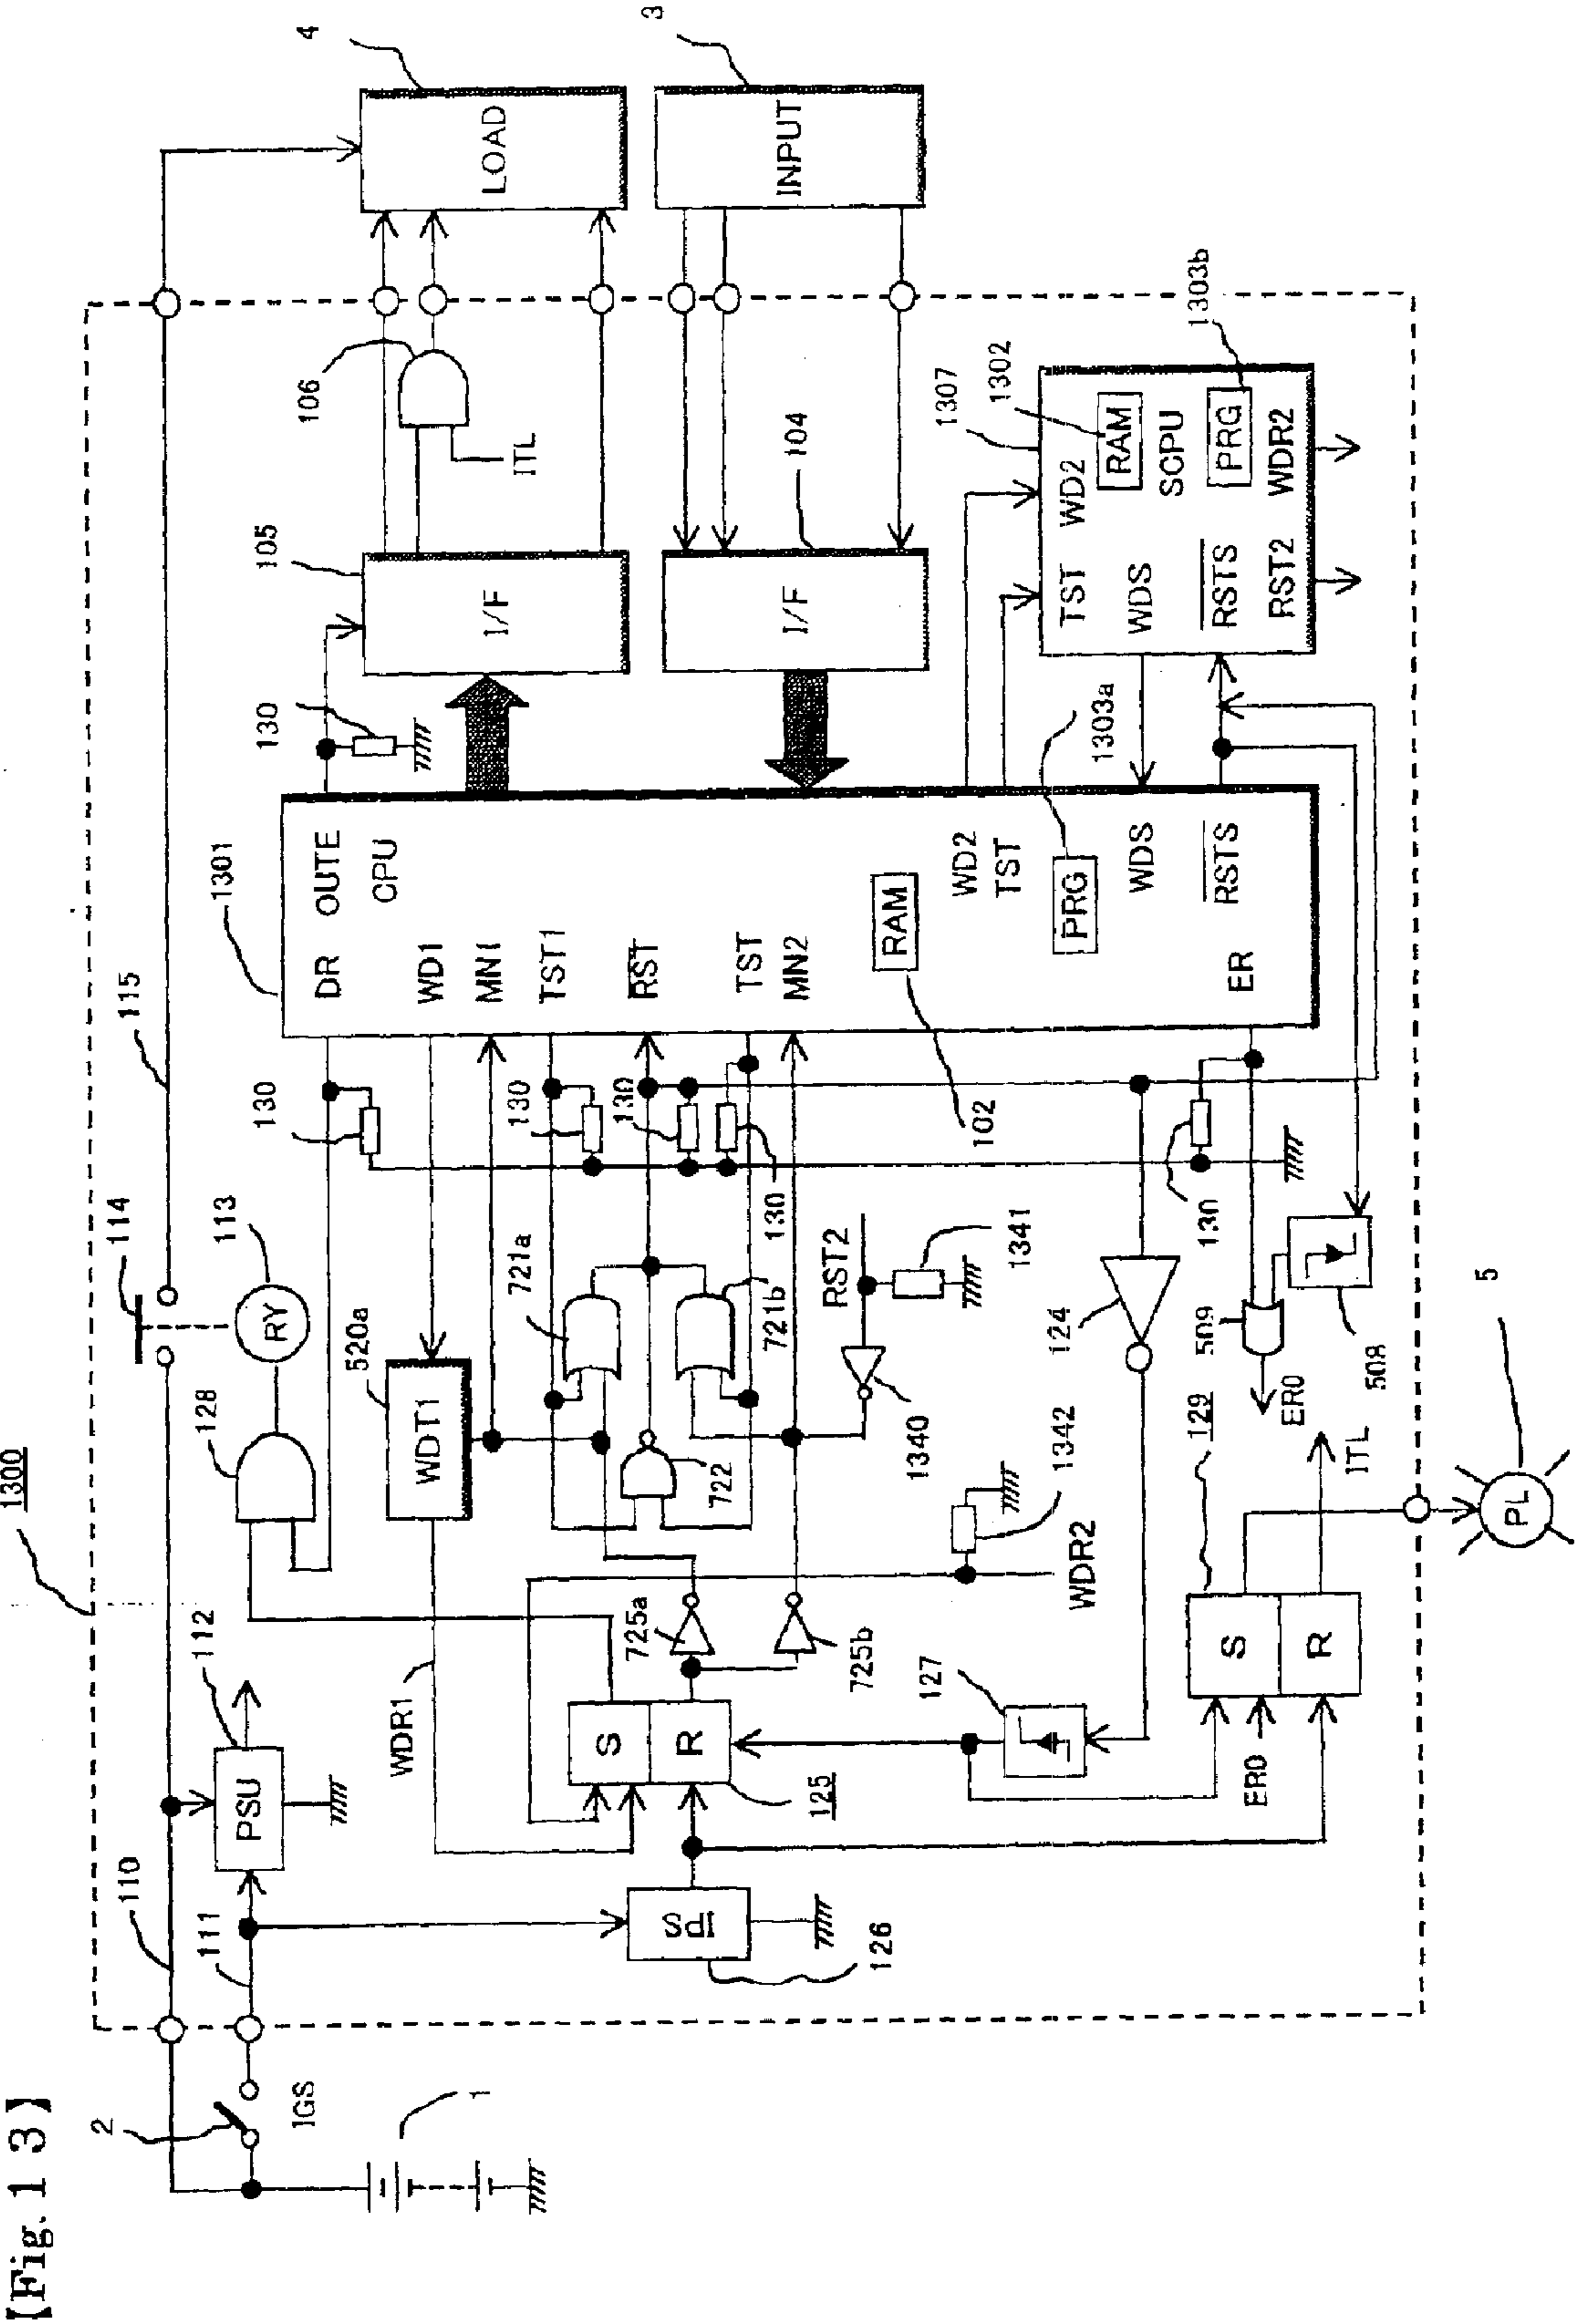 【Fig. 1 3】
1300
110
114
115
4
2
IGS
1
111
112
PSU
128
113
RY
130
1301
DR OUTE
CPU
130
105
I/F
106
ITL
LOAD
3
INPUT
104
I/F
WDR1
520a
WDT1
WD1
MN1
TST1
RST
TST
MN2
721a
721b
722
130
130
130
725a
725b
S
R
125
126
IPS
RST2
1340
1341
1342
WDR2
127
124
102
RAM
WD2
TST
PRG
1303a
WDS
RSTS
ER
1307
1302
1303b
TST WD2
RAM
WDS
SCPU
RSTS
PRG
RST2 WDR2
130
509
508
ER0
129
S
R
ER0
ITL
5
PL